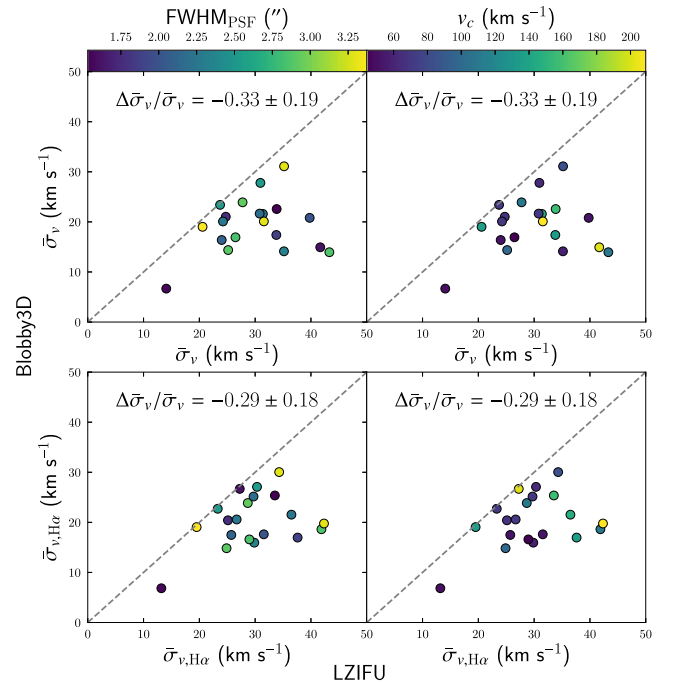 FWHM_PSF (″) v_c (km s⁻¹)
1.75 2.00 2.25 2.50 2.75 3.00 3.25 60 80 100 120 140 160 180 200
50
40
30
20
10
0
Δσ̄_v/σ̄_v = −0.33 ± 0.19 Δσ̄_v/σ̄_v = −0.33 ± 0.19
σ̄_v (km s⁻¹)
0 10 20 30 40 50 10 20 30 40 50
σ̄_v (km s⁻¹) σ̄_v (km s⁻¹)
Blobby3D
50
40
30
20
10
0
Δσ̄_v/σ̄_v = −0.29 ± 0.18 Δσ̄_v/σ̄_v = −0.29 ± 0.18
σ̄_v,Hα (km s⁻¹)
0 10 20 30 40 50 10 20 30 40 50
σ̄_v,Hα (km s⁻¹) σ̄_v,Hα (km s⁻¹)
LZIFU